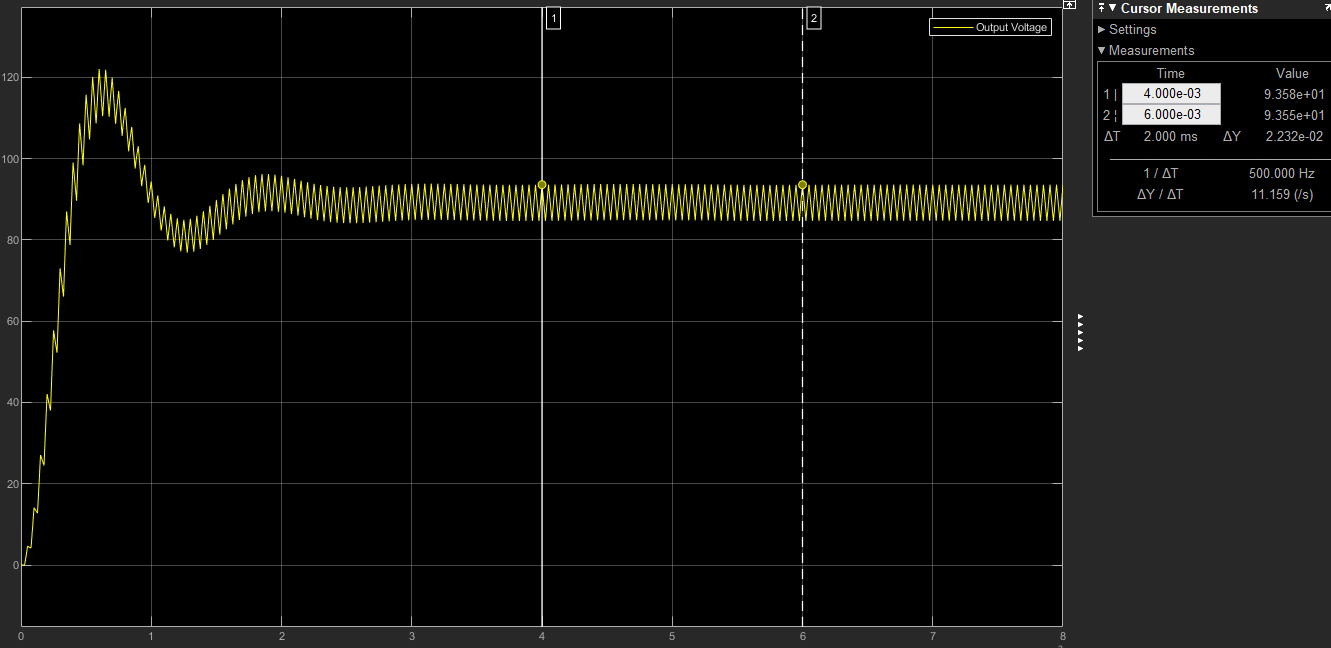 1
2
Output Voltage
120
100
80
60
40
20
0
0 1 2 3 4 5 6 7 8
Cursor Measurements
Settings
Measurements
Time Value
1 | 4.000e-03 9.358e+01
2 ¦ 6.000e-03 9.355e+01
ΔT 2.000 ms ΔY 2.232e-02
1 / ΔT 500.000 Hz
ΔY / ΔT 11.159 (/s)